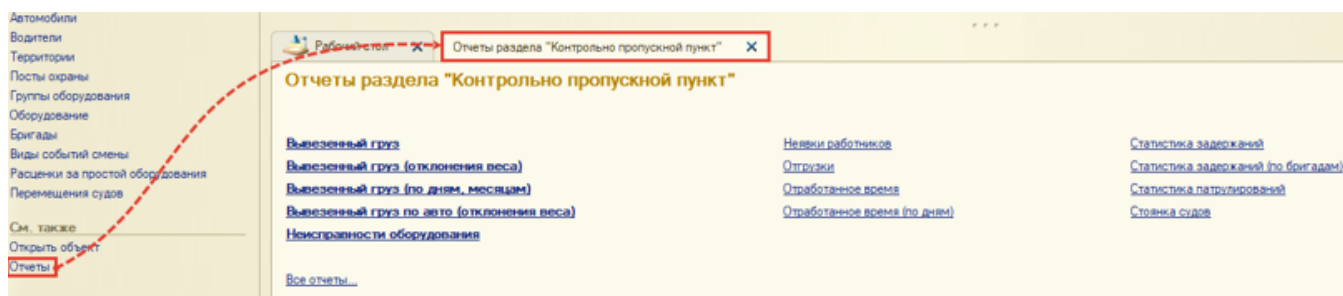 Автомобили
Водители
Территории
Посты охраны
Группы оборудования
Оборудование
Бригады
Виды событий смены
Расценки за простой оборудования
Перемещения судов
См. также
Открыть объект
Отчеты
Рабочий стол
Отчеты раздела "Контрольно пропускной пункт"
Отчеты раздела "Контрольно пропускной пункт"
Вывезенный груз
Вывезенный груз (отклонения веса)
Вывезенный груз (по дням, месяцам)
Вывезенный груз по авто (отклонения веса)
Неисправности оборудования
Неявки работников
Отгрузки
Отработанное время
Отработанное время (по дням)
Статистика задержаний
Статистика задержаний (по бригадам)
Статистика патрулирований
Стоянка судов
Все отчеты...